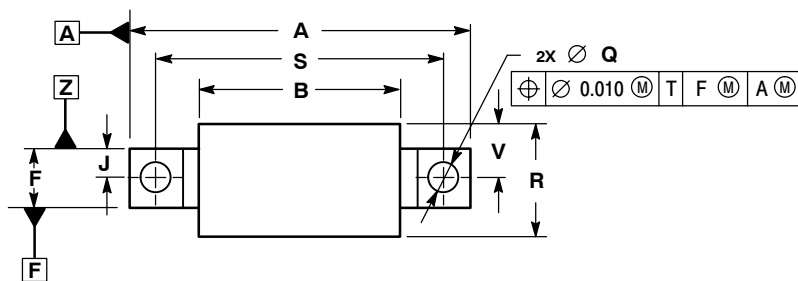 A
A
S
2X ∅ Q
⌖ ∅ 0.010 Ⓜ T F Ⓜ A Ⓜ
B
Z
V
J
F
R
F